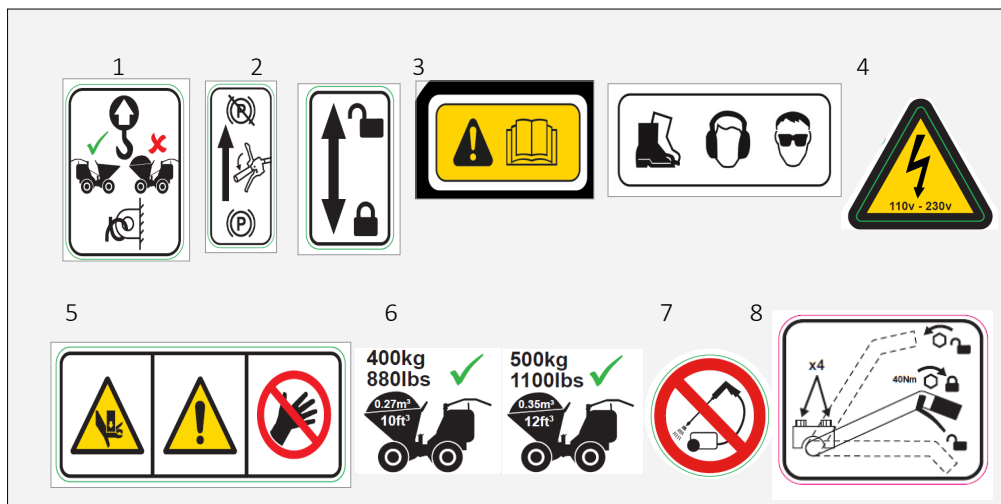 1
2
3
4
P
P
110v - 230v
5
6
7
8
400kg
880lbs
0.27m³
10ft³
500kg
1100lbs
0.35m³
12ft³
x4
40Nm